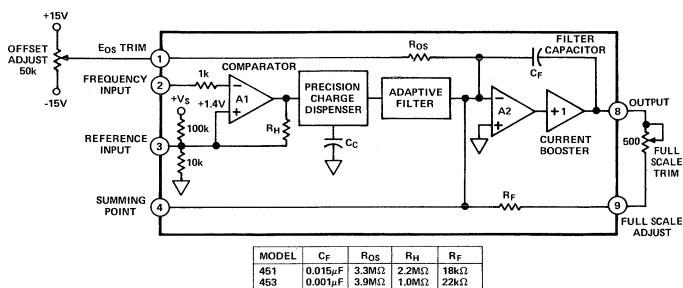 +15V
OFFSET
ADJUST
50k
-15V
EOS TRIM
1
FREQUENCY
INPUT
2
1k
COMPARATOR
A1
+VS
+1.4V
100k
RH
REFERENCE
INPUT
3
10k
SUMMING
POINT
4
PRECISION
CHARGE
DISPENSER
CC
ADAPTIVE
FILTER
ROS
FILTER
CAPACITOR
CF
A2
+1
CURRENT
BOOSTER
8
OUTPUT
500
FULL
SCALE
TRIM
RF
9
FULL SCALE
ADJUST
MODEL CF ROS RH RF
451 0.015μF 3.3MΩ 2.2MΩ 18kΩ
453 0.001μF 3.9MΩ 1.0MΩ 22kΩ